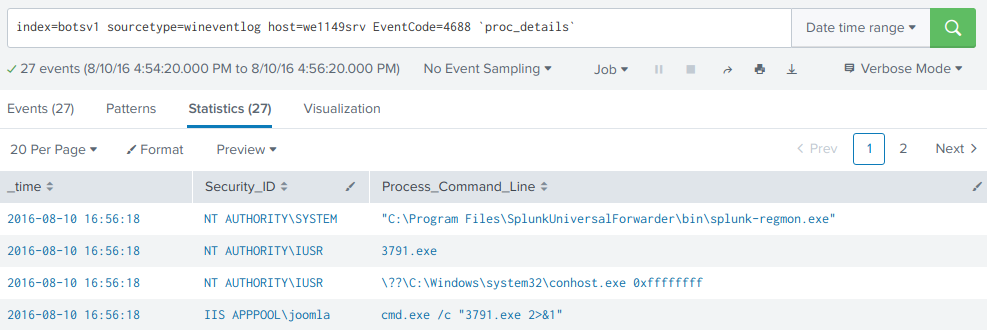 index=botsv1 sourcetype=wineventlog host=we1149srv EventCode=4688 `proc_details` Date time range
27 events (8/10/16 4:54:20.000 PM to 8/10/16 4:56:20.000 PM) No Event Sampling Job Verbose Mode
Events (27) Patterns Statistics (27) Visualization
20 Per Page Format Preview Prev 1 2 Next
_time Security_ID Process_Command_Line
2016-08-10 16:56:18 NT AUTHORITY\SYSTEM "C:\Program Files\SplunkUniversalForwarder\bin\splunk-regmon.exe"
2016-08-10 16:56:18 NT AUTHORITY\IUSR 3791.exe
2016-08-10 16:56:18 NT AUTHORITY\IUSR \??\C:\Windows\system32\conhost.exe 0xffffffff
2016-08-10 16:56:18 IIS APPPOOL\joomla cmd.exe /c "3791.exe 2>&1"